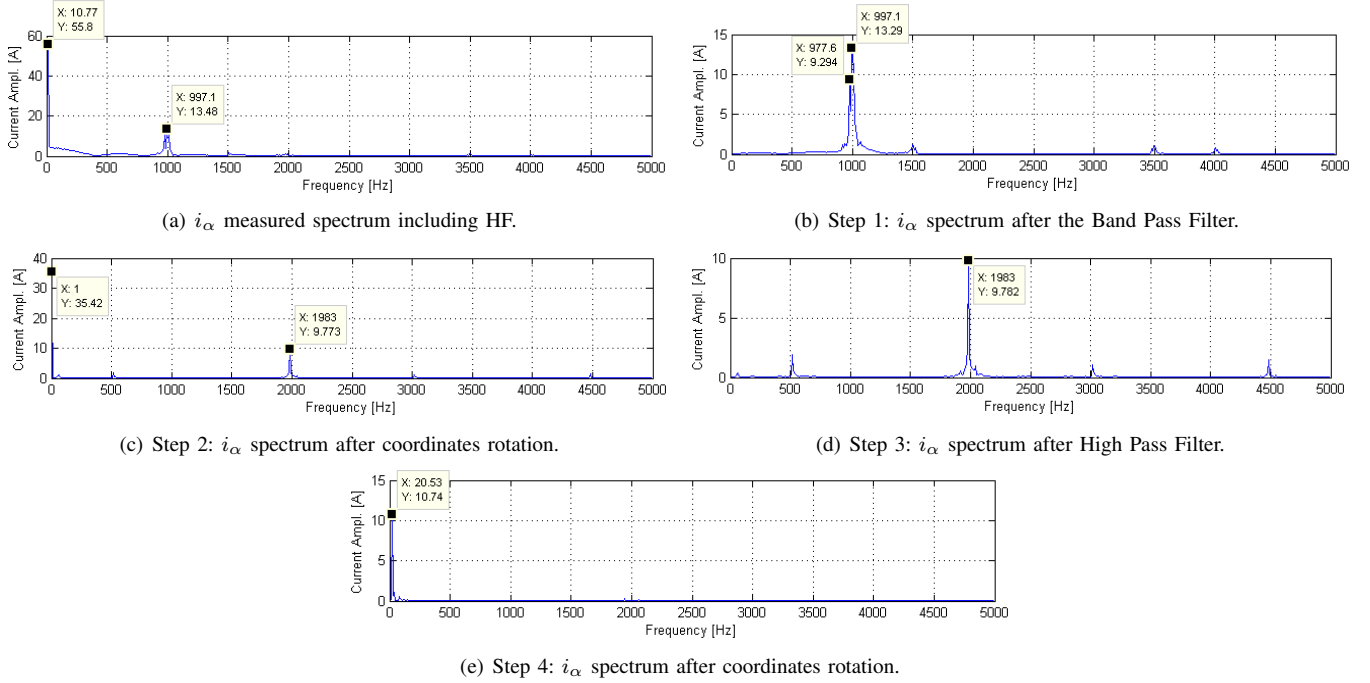 X: 10.77
Y: 55.8
X: 997.1
Y: 13.48
60
40
20
0
Current Ampl. [A]
0 500 1000 1500 2000 2500 3000 3500 4000 4500 5000
Frequency [Hz]
(a) iα measured spectrum including HF.
X: 997.1
Y: 13.29
X: 977.6
Y: 9.294
15
10
5
0
Current Ampl. [A]
500 1000 1500 2000 2500 3000 3500 4000 4500 5000
Frequency [Hz]
(b) Step 1: iα spectrum after the Band Pass Filter.
X: 1
Y: 35.42
X: 1983
Y: 9.773
40
30
20
10
0
Current Ampl. [A]
0 500 1000 1500 2000 2500 3000 3500 4000 4500 5000
Frequency [Hz]
(c) Step 2: iα spectrum after coordinates rotation.
X: 1983
Y: 9.782
10
5
0
Current Ampl. [A]
0 500 1000 1500 2000 2500 3000 3500 4000 4500 5000
Frequency [Hz]
(d) Step 3: iα spectrum after High Pass Filter.
X: 20.53
Y: 10.74
15
10
5
0
Current Ampl. [A]
0 500 1000 1500 2000 2500 3000 3500 4000 4500 5000
Frequency [Hz]
(e) Step 4: iα spectrum after coordinates rotation.